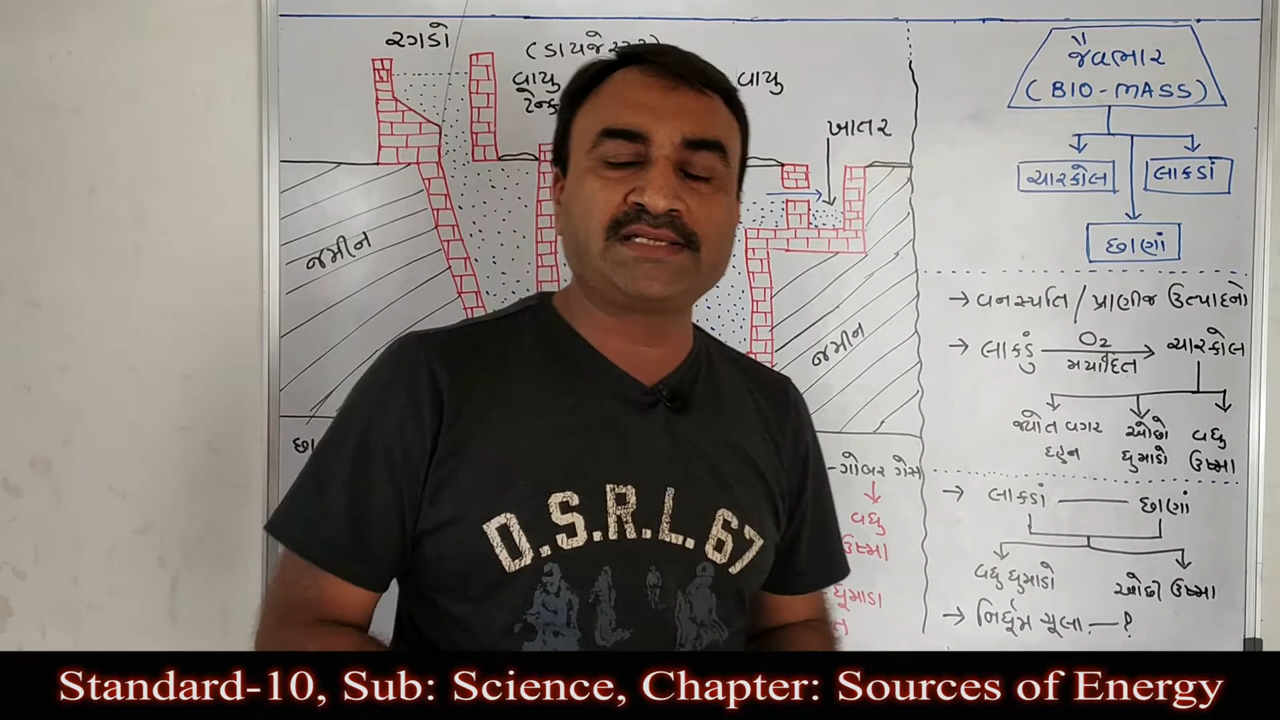 રગડો
વાયુ
વાયુ
ખાતર
જમીન
જમીન
-ગોબર ગેસ
વધુ
ઉષ્મા
ધૂમાડા
જૈવભાર
(BIO-MASS)
ચારકોલ
લાકડાં
છાણાં
→ વનસ્પતિ / પ્રાણીજ ઉત્પાદનો
→ લાકડું O₂ મર્યાદિત ચારકોલ
જ્યોત વગર દહન
ઓછો ધુમાડો
વધુ ઉષ્મા
→ લાકડાં — છાણાં
વધુ ધુમાડો
ઓછી ઉષ્મા
→ નિર્ધૂમ ચૂલા — ?
D.S.R.L.67
Standard-10, Sub: Science, Chapter: Sources of Energy